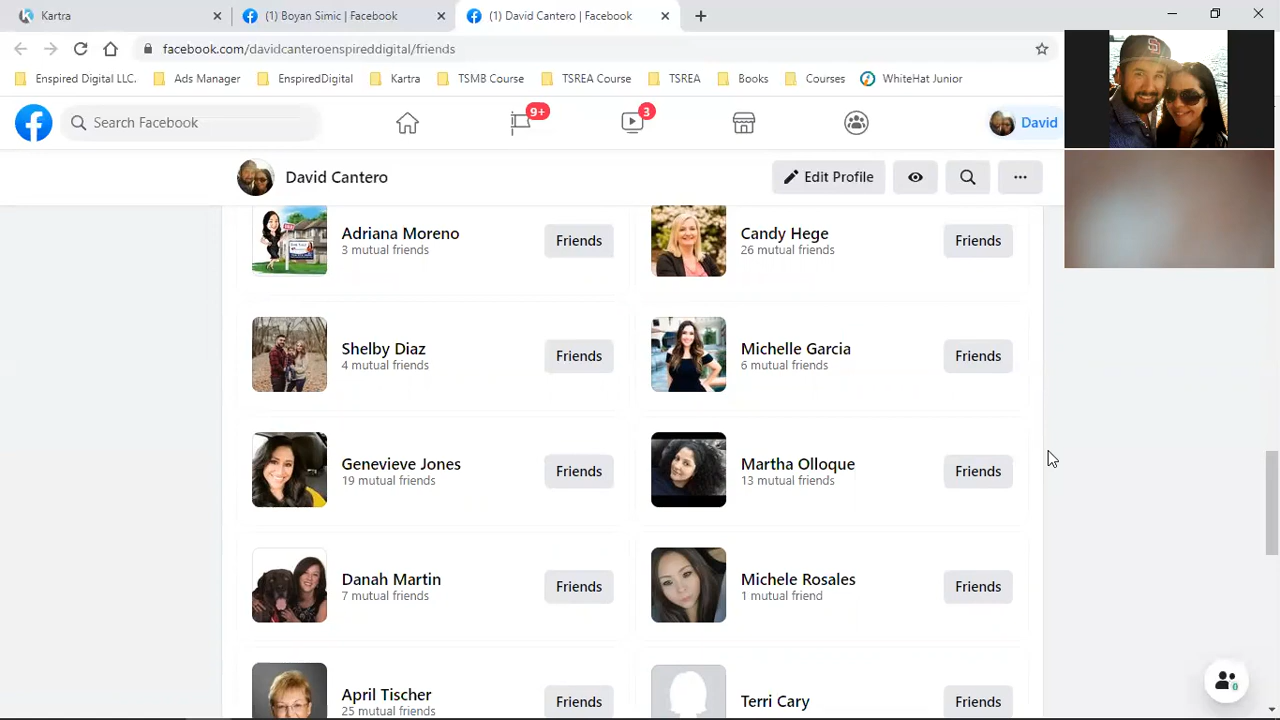 Kartra
(1) Boyan Simic | Facebook
(1) David Cantero | Facebook
facebook.com/davidcanteroenspireddigital/friends
Enspired Digital LLC.
Ads Manager
EnspiredDigital
Kartra
TSMB Course
TSREA Course
TSREA
Books
Courses
WhiteHat Junior
Search Facebook
9+
3
David
David Cantero
Edit Profile
Adriana Moreno
3 mutual friends
Friends
Candy Hege
26 mutual friends
Friends
Shelby Diaz
4 mutual friends
Friends
Michelle Garcia
6 mutual friends
Friends
Genevieve Jones
19 mutual friends
Friends
Martha Olloque
13 mutual friends
Friends
Danah Martin
7 mutual friends
Friends
Michele Rosales
1 mutual friend
Friends
April Tischer
25 mutual friends
Friends
Terri Cary
Friends
0